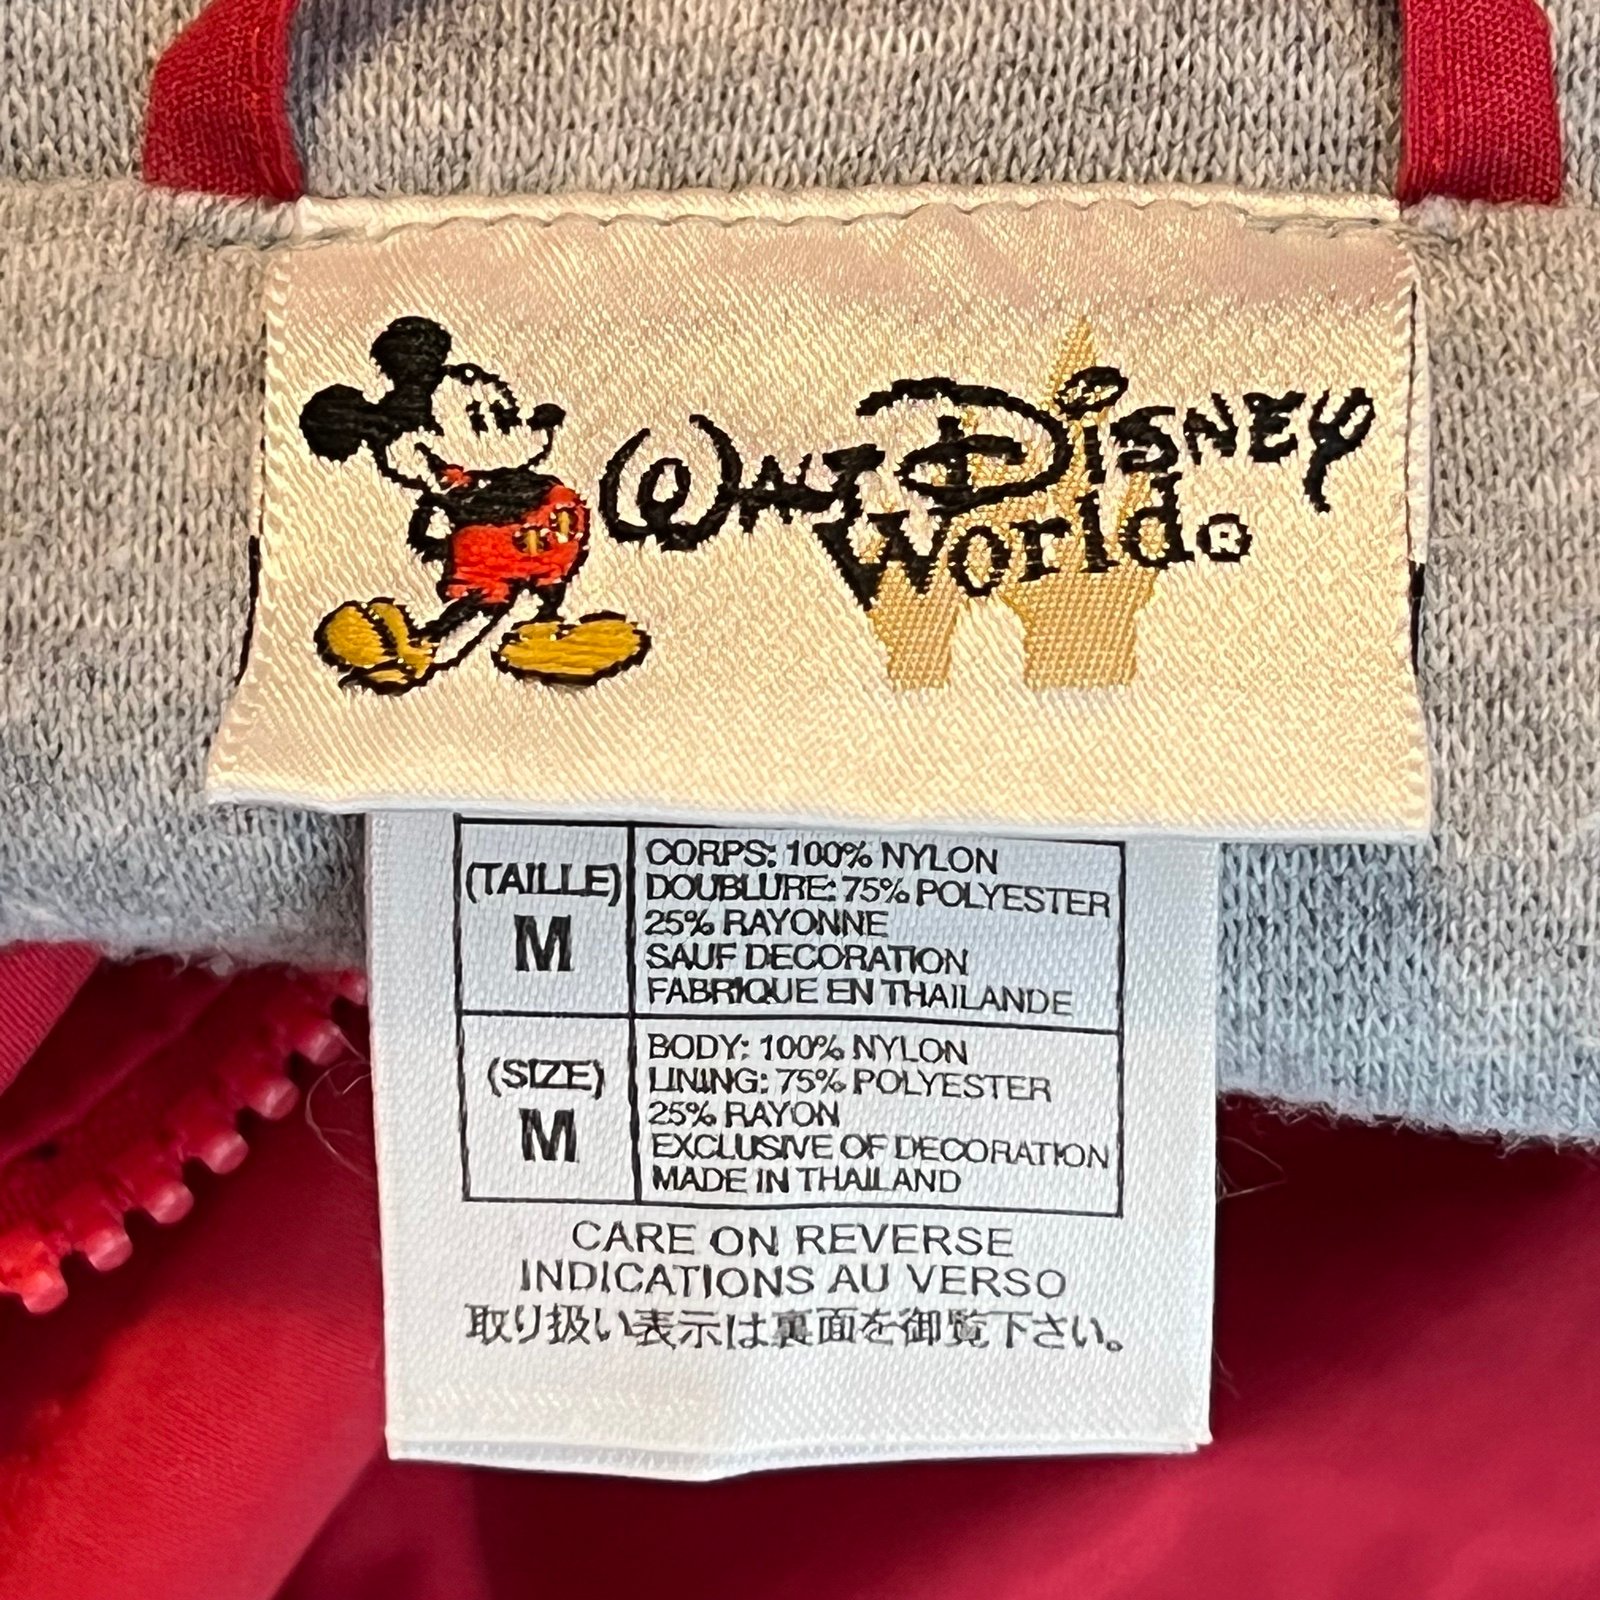 WALT DISNEY
World®
(TAILLE)
M
CORPS: 100% NYLON
DOUBLURE: 75% POLYESTER
25% RAYONNE
SAUF DECORATION
FABRIQUE EN THAILANDE
(SIZE)
M
BODY: 100% NYLON
LINING: 75% POLYESTER
25% RAYON
EXCLUSIVE OF DECORATION
MADE IN THAILAND
CARE ON REVERSE
INDICATIONS AU VERSO
取り扱い表示は裏面を御覧下さい。